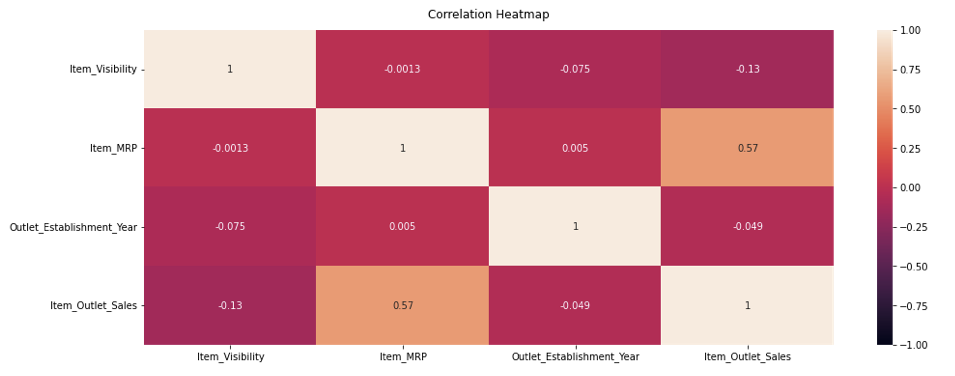 Correlation Heatmap
Item_Visibility
1
-0.0013
-0.075
-0.13
Item_MRP
-0.0013
1
0.005
0.57
Outlet_Establishment_Year
-0.075
0.005
1
-0.049
Item_Outlet_Sales
-0.13
0.57
-0.049
1
Item_Visibility
Item_MRP
Outlet_Establishment_Year
Item_Outlet_Sales
1.00
0.75
0.50
0.25
0.00
−0.25
−0.50
−0.75
−1.00